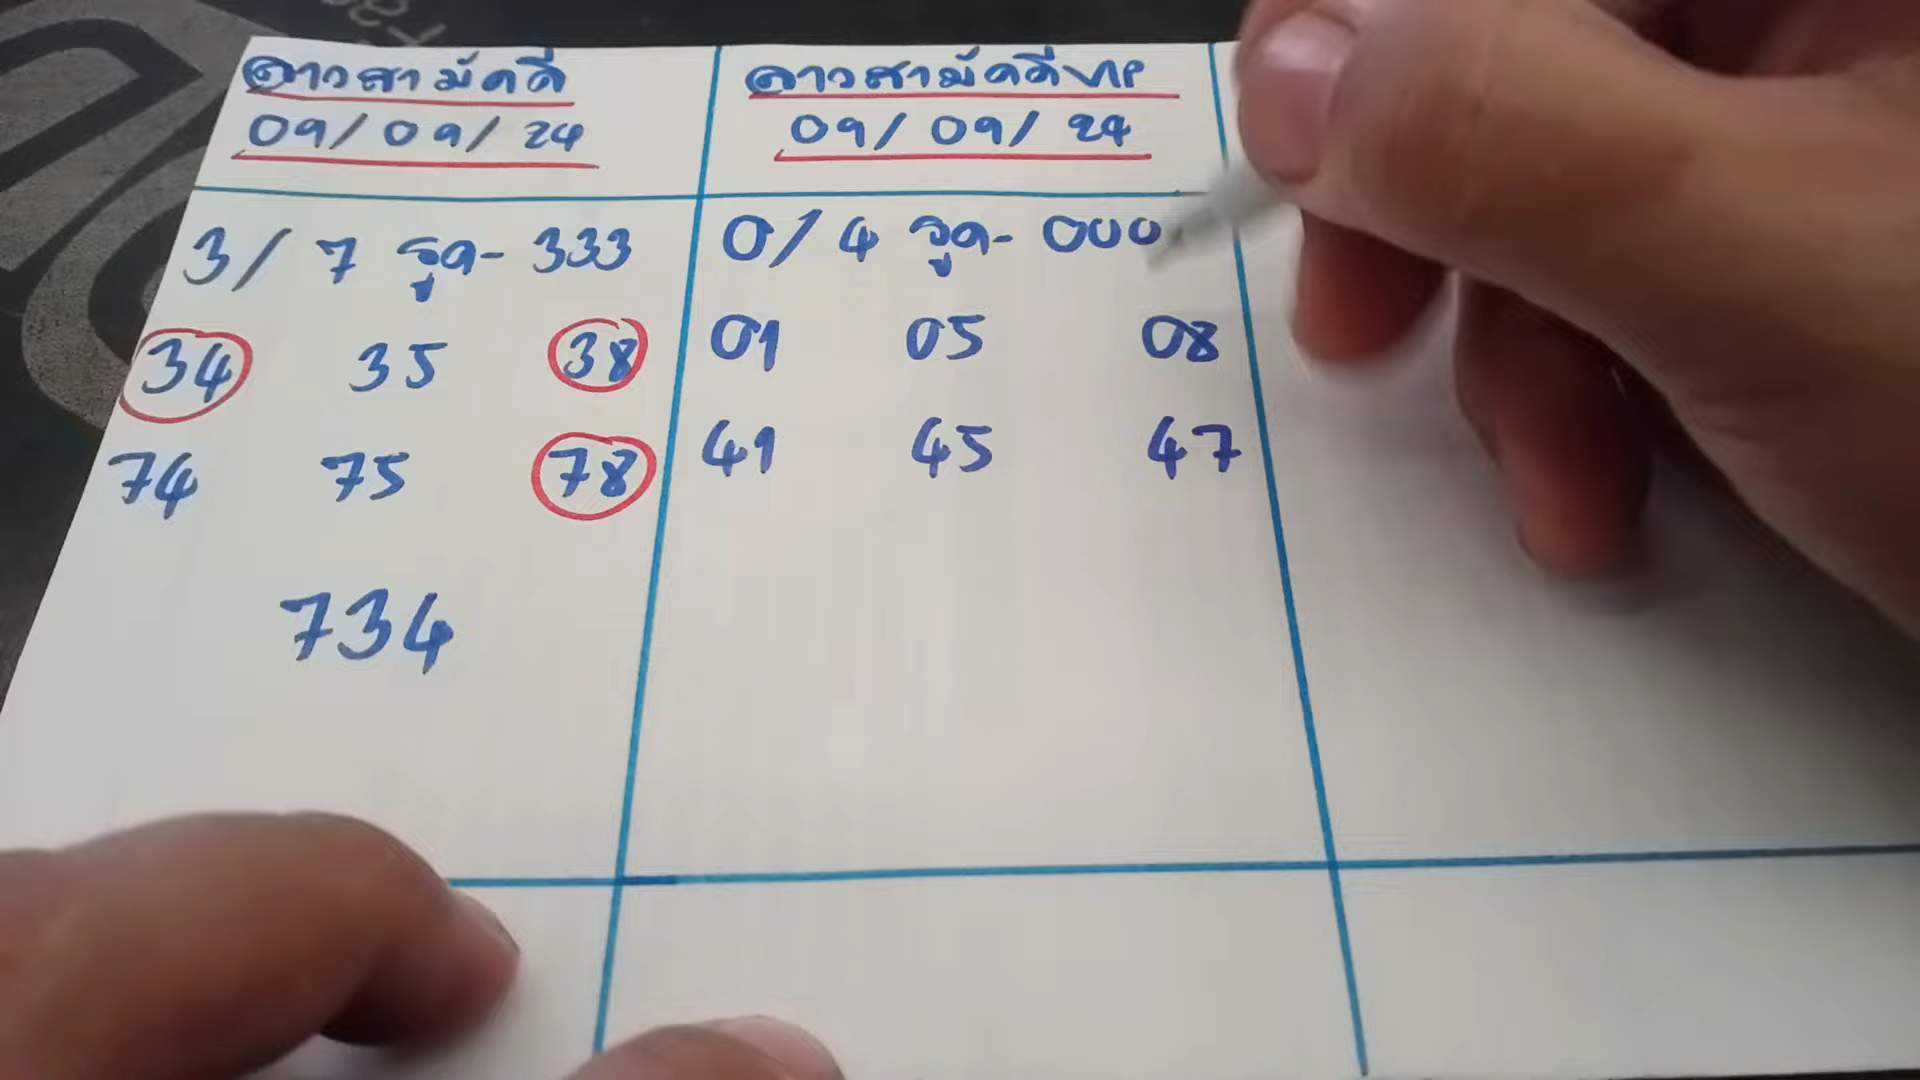 ลาวสามัคคี
09/09/24
3/7 รูด-333
34 35 38
74 75 78
734
ลาวสามัคคีVIP
09/09/24
0/4 รูด-000
01 05 08
41 45 47